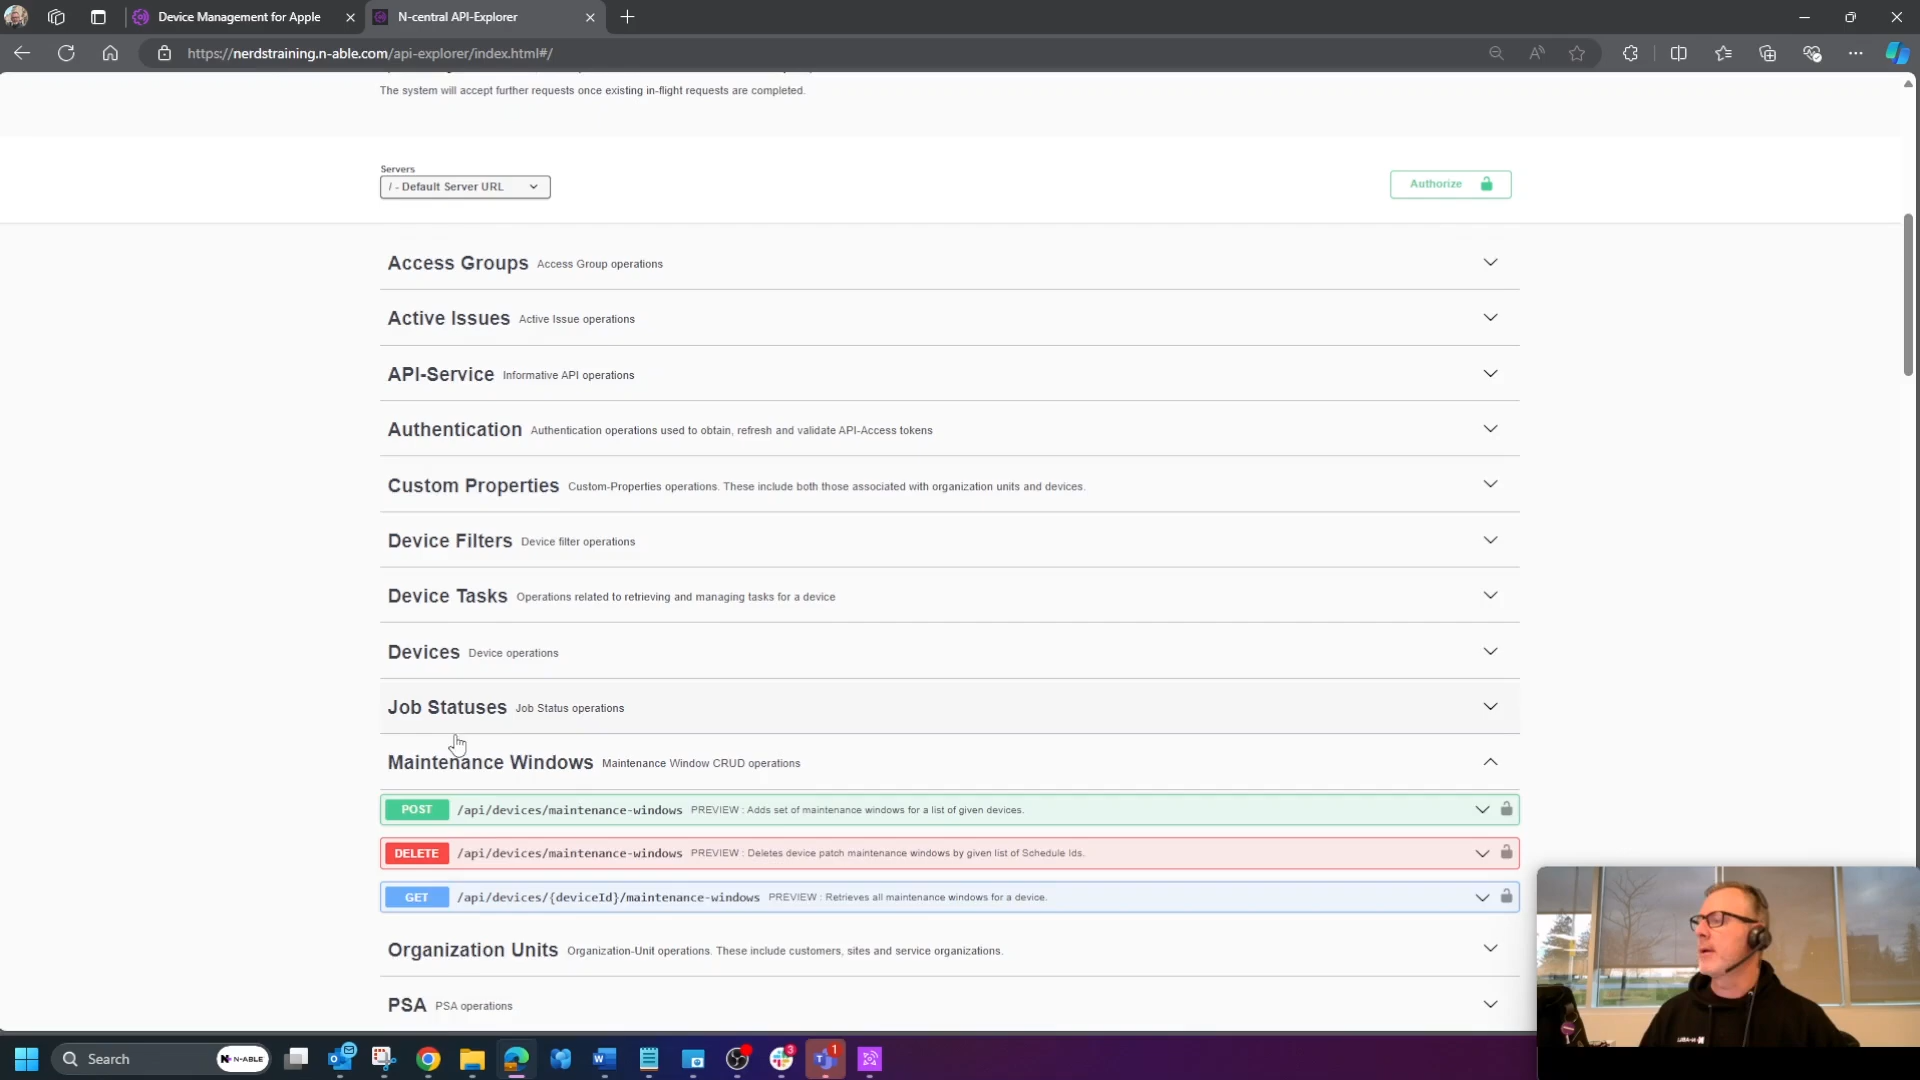 Device Management for Apple
N-central API-Explorer
https://nerdstraining.n-able.com/api-explorer/index.html#/
The system will accept further requests once existing in-flight requests are completed.
Servers
/ - Default Server URL
Authorize
Access Groups Access Group operations
Active Issues Active Issue operations
API-Service Informative API operations
Authentication Authentication operations used to obtain, refresh and validate API-Access tokens
Custom Properties Custom-Properties operations. These include both those associated with organization units and devices.
Device Filters Device filter operations
Device Tasks Operations related to retrieving and managing tasks for a device
Devices Device operations
Job Statuses Job Status operations
Maintenance Windows Maintenance Window CRUD operations
POST /api/devices/maintenance-windows PREVIEW : Adds set of maintenance windows for a list of given devices.
DELETE /api/devices/maintenance-windows PREVIEW : Deletes device patch maintenance windows by given list of Schedule Ids.
GET /api/devices/{deviceId}/maintenance-windows PREVIEW : Retrieves all maintenance windows for a device.
Organization Units Organization-Unit operations. These include customers, sites and service organizations.
PSA PSA operations
Search
N-ABLE
3
1